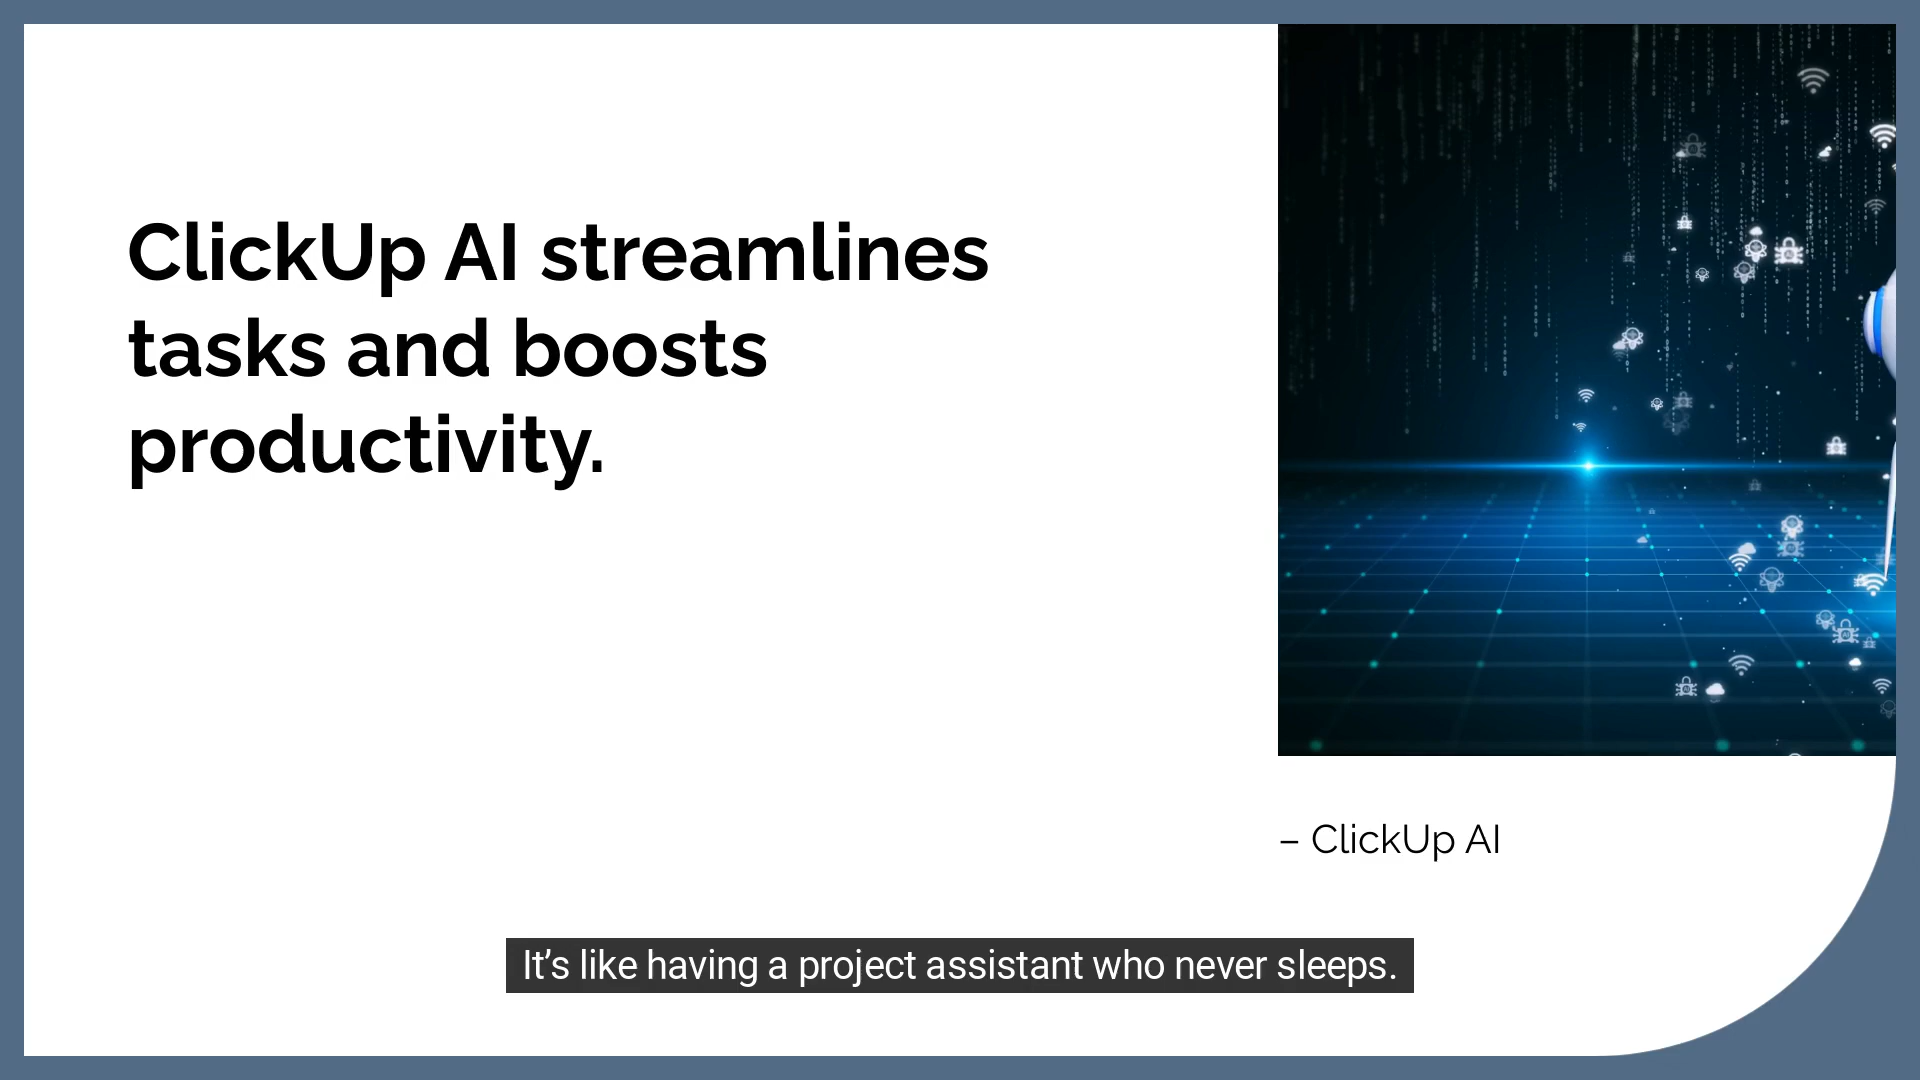 ClickUp AI streamlines
tasks and boosts
productivity.
– ClickUp AI
It’s like having a project assistant who never sleeps.